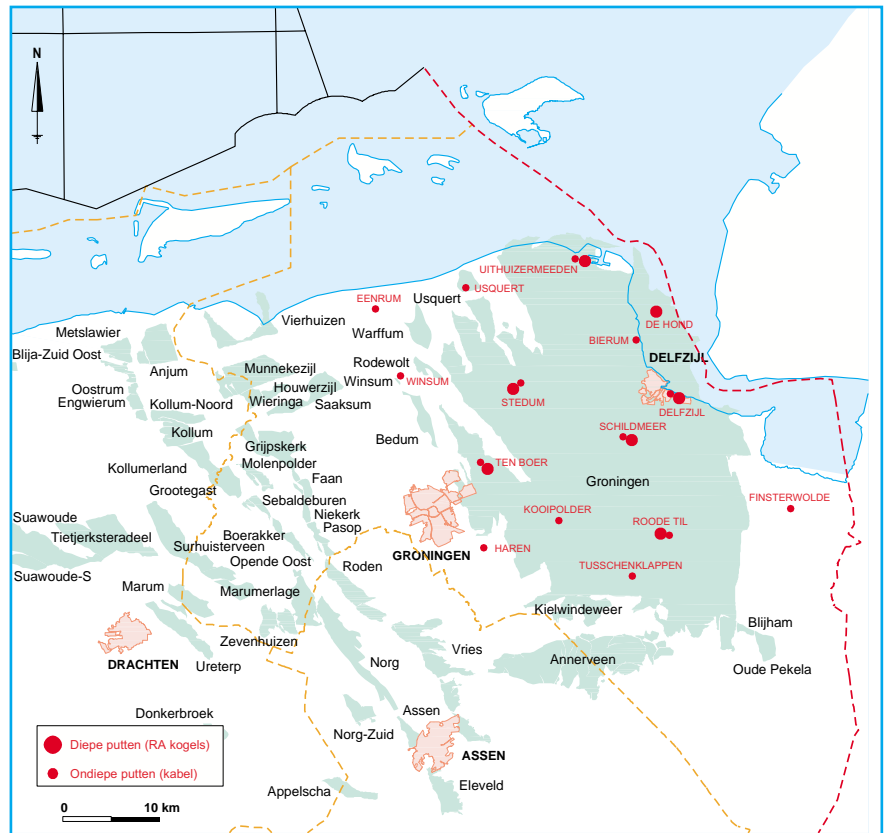 N
UITHUIZERMEEDEN
USQUERT
EENRUM
Usquert
Vierhuizen
DE HOND
Metslawier
Warffum
BIERUM
Blija-Zuid Oost
DELFZIJL
Anjum
Munnekezijl
Rodewolt
Winsum
WINSUM
Oostrum
Houwerzijl
Engwierum
Kollum-Noord
Wieringa
Saaksum
STEDUM
DELFZIJL
SCHILDMEER
Kollum
Bedum
Grijpskerk
Molenpolder
TEN BOER
Kollumerland
Faan
Groningen
Grootegast
Sebaldeburen
FINSTERWOLDE
Niekerk
KOOIPOLDER
Suawoude
Pasop
ROODE TIL
Tietjerksteradeel
Boerakker
Surhuisterveen
GRONINGEN
HAREN
Opende Oost
Roden
Suawoude-S
TUSSCHENKLAPPEN
Marum
Marumerlage
Kielwindeweer
Blijham
Zevenhuizen
Vries
DRACHTEN
Ureterp
Norg
Annerveen
Oude Pekela
Donkerbroek
Assen
Norg-Zuid
ASSEN
Eleveld
Appelscha
Diepe putten (RA kogels)
Ondiepe putten (kabel)
0 10 km